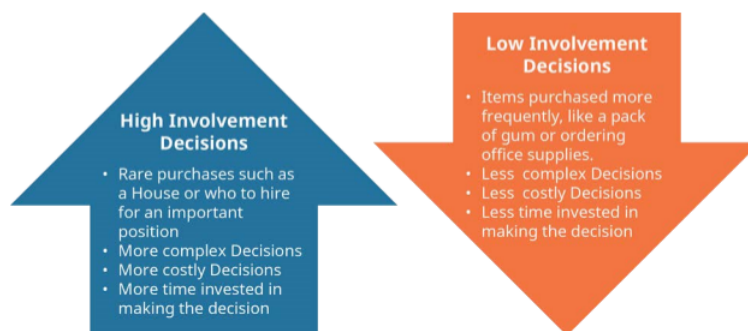 High Involvement
Decisions
• Rare purchases such as
a House or who to hire
for an important
position
• More complex Decisions
• More costly Decisions
• More time invested in
making the decision
Low Involvement
Decisions
• Items purchased more
frequently, like a pack
of gum or ordering
office supplies.
• Less complex Decisions
• Less costly Decisions
• Less time invested in
making the decision